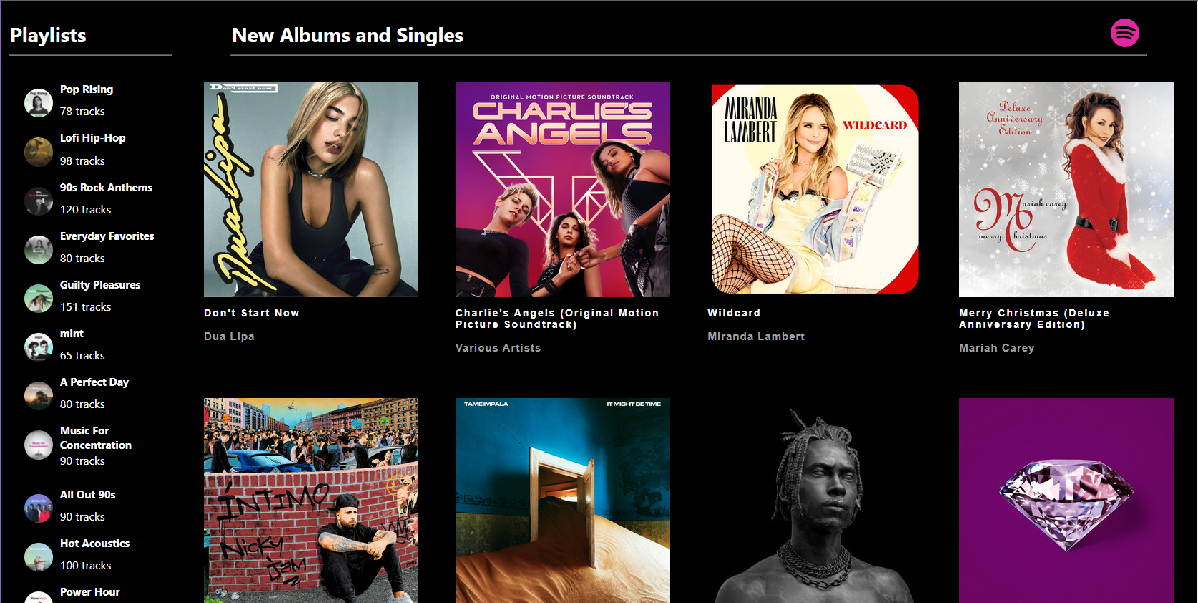 Playlists
Pop Rising
78 tracks
Lofi Hip-Hop
98 tracks
90s Rock Anthems
120 tracks
Everyday Favorites
80 tracks
Guilty Pleasures
151 tracks
mint
65 tracks
A Perfect Day
80 tracks
Music For
Concentration
90 tracks
All Out 90s
90 tracks
Hot Acoustics
100 tracks
Power Hour
New Albums and Singles
Don't Start Now
Dua Lipa
Don't Start Now
Dua Lipa
ORIGINAL MOTION PICTURE SOUNDTRACK
CHARLIE'S
ANGELS
Charlie's Angels (Original Motion
Picture Soundtrack)
Various Artists
MIRANDA
LAMBERT
WILDCARD
Wildcard
Miranda Lambert
Deluxe
Anniversary
Edition
Mariah Carey
merry Christmas
Merry Christmas (Deluxe
Anniversary Edition)
Mariah Carey
ÍNTIMO
Nicky
Jam
TAME IMPALA
IT MIGHT BE TIME